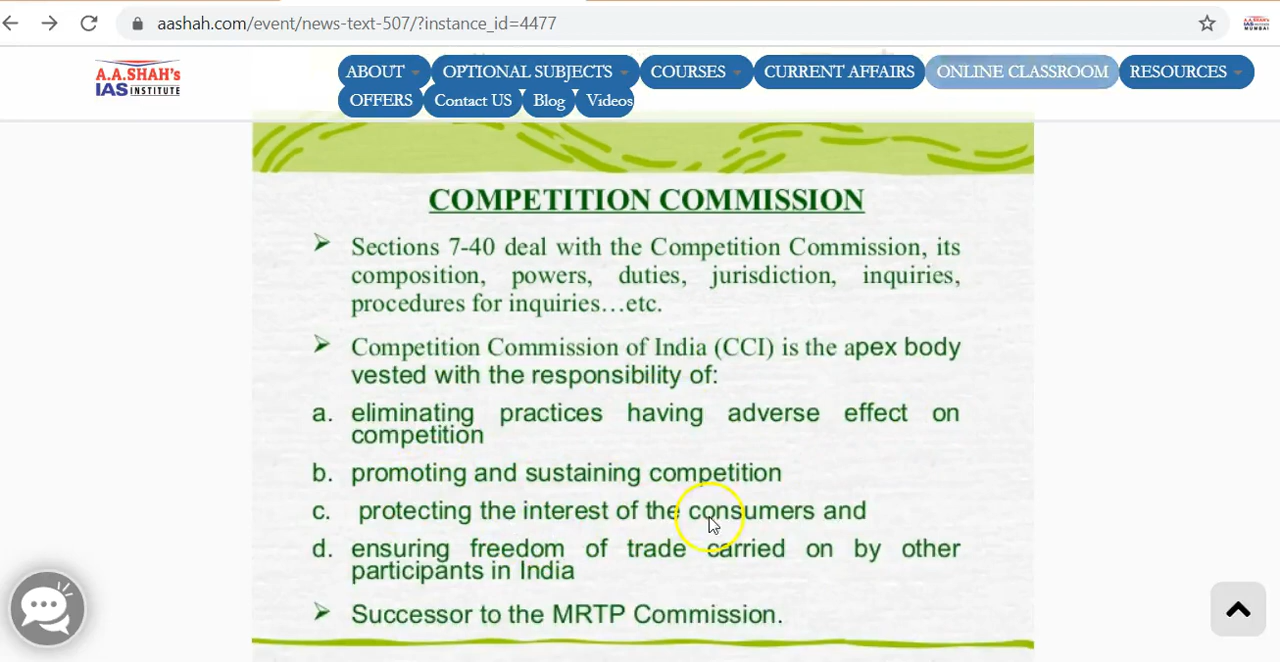 aashah.com/event/news-text-507/?instance_id=4477
A.A.SHAH's
IAS INSTITUTE
ABOUT
OPTIONAL SUBJECTS
COURSES
CURRENT AFFAIRS
ONLINE CLASSROOM
RESOURCES
OFFERS
Contact US
Blog
Videos
COMPETITION COMMISSION
Sections 7-40 deal with the Competition Commission, its
composition, powers, duties, jurisdiction, inquiries,
procedures for inquiries…etc.
Competition Commission of India (CCI) is the apex body
vested with the responsibility of:
a. eliminating practices having adverse effect on
competition
b. promoting and sustaining competition
c. protecting the interest of the consumers and
d. ensuring freedom of trade carried on by other
participants in India
Successor to the MRTP Commission.